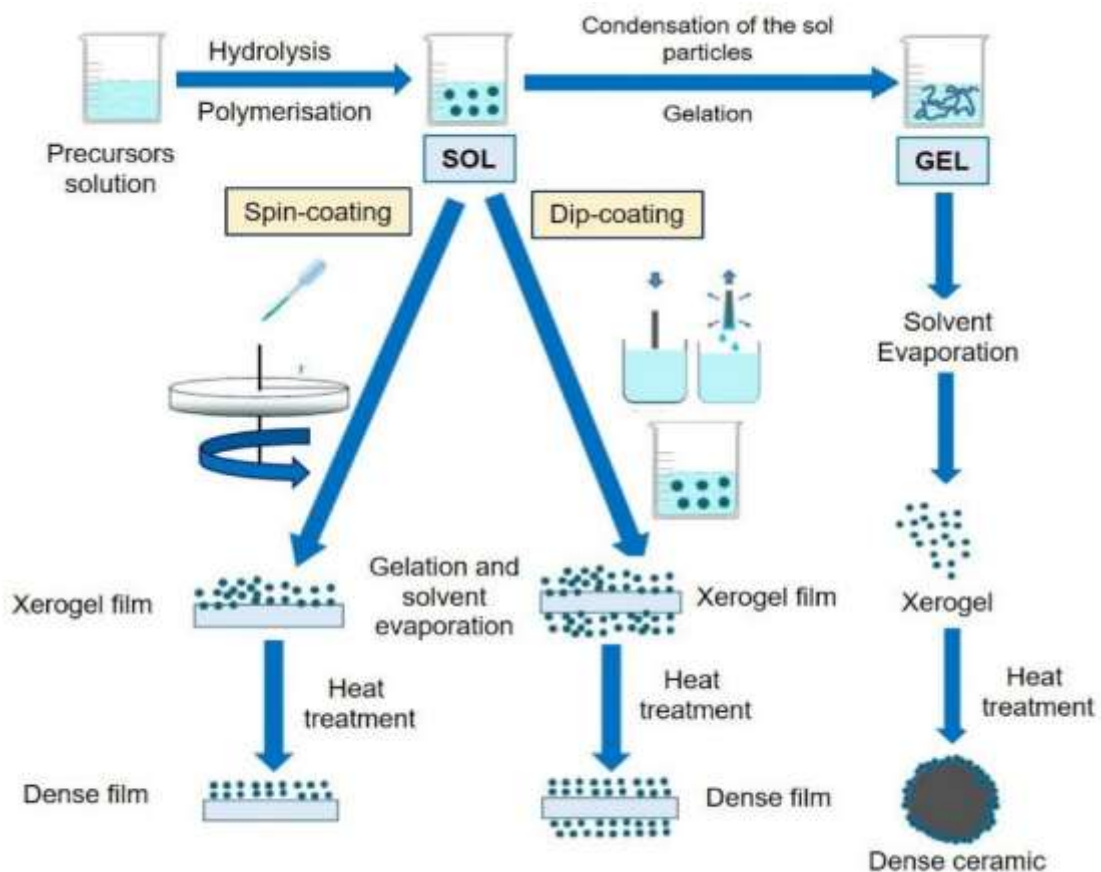 Hydrolysis
Polymerisation
Condensation of the sol
particles
Gelation
Precursors
solution
SOL
GEL
Spin-coating
Dip-coating
r
Solvent
Evaporation
Xerogel film
Gelation and
solvent
evaporation
Xerogel film
Xerogel
Heat
treatment
Heat
treatment
Heat
treatment
Dense film
Dense film
Dense ceramic